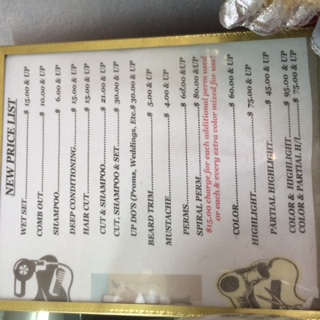 NEW PRICE LIST
WET SET.........................$ 15.00 & UP
COMB OUT......................$ 10.00 & UP
SHAMPOO.......................$ 6.00 & UP
DEEP CONDITIONING.............$ 15.00 & UP
HAIR CUT......................$ 15.00 & UP
CUT & SHAMPOO.................$ 21.00 & UP
CUT, SHAMPOO & SET............$ 30.00 & UP
UP DO'S (Proms, Weddings, Etc.$ 30.00 & UP
BEARD TRIM....................$ 5.00 & UP
MUSTACHE......................$ 4.00 & UP
PERMS.........................$ 60.00 & UP
SPIRAL PERM...................$ 80.00 & UP
$15.00 charge for each additional perm used
or each & every extra color mixed for use!
COLOR.........................$ 60.00 & UP
HIGHLIGHT.....................$ 75.00 & UP
PARTIAL HIGHLIGHT.............$ 45.00 & UP
COLOR & HIGHLIGHT.............$ 95.00 & UP
COLOR & PARTIAL H/L...........$ 75.00 & UP